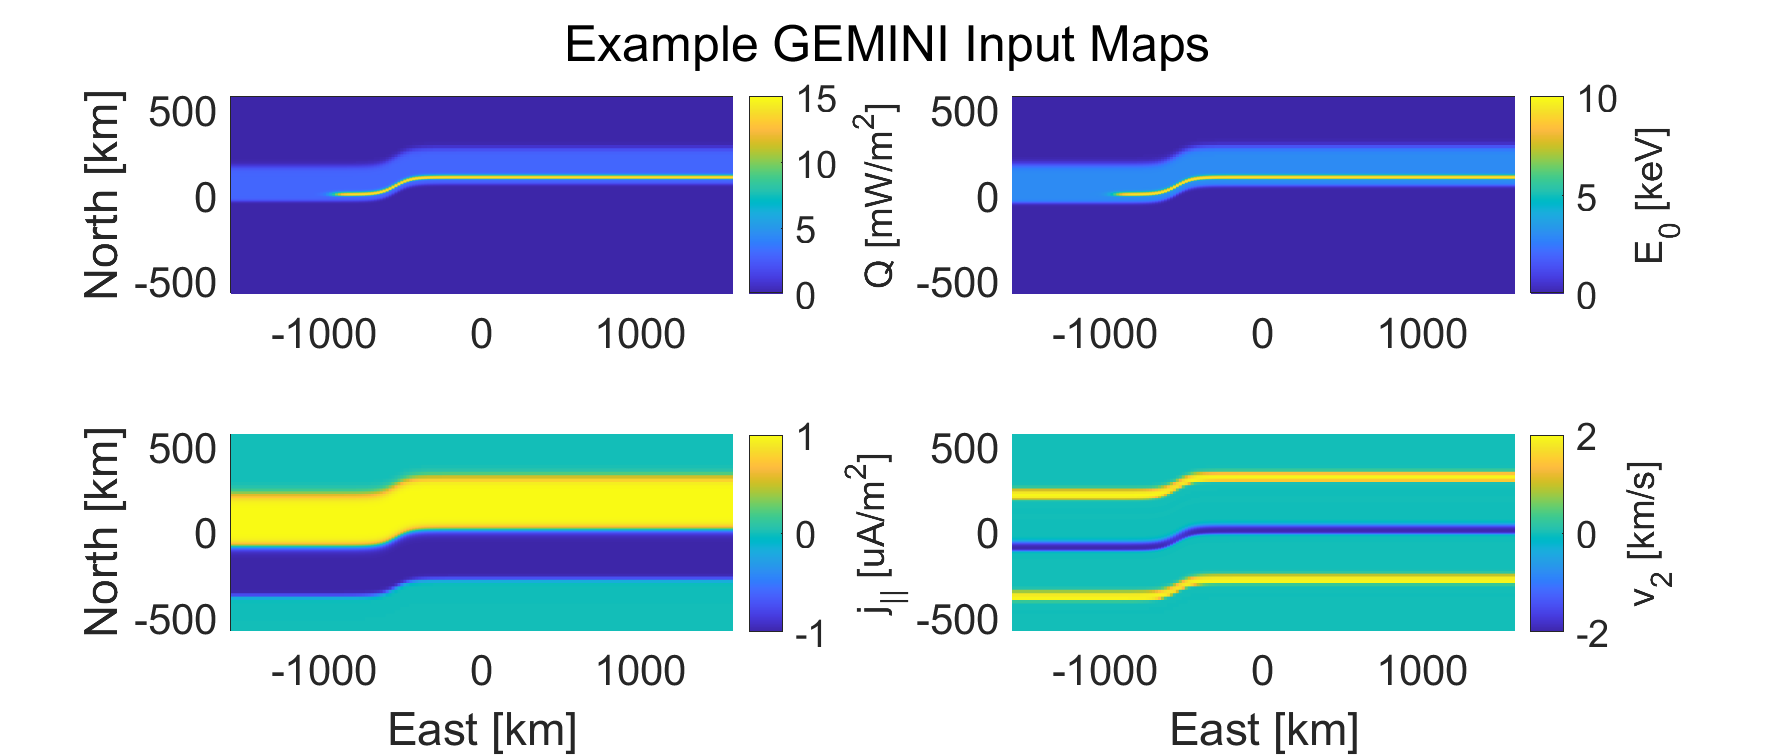 Example GEMINI Input Maps
North [km]
500
0
-500
-1000 0 1000
15
10
5
0
Q [mW/m²]
500
0
-500
-1000 0 1000
10
5
0
E₀ [keV]
North [km]
500
0
-500
-1000 0 1000
East [km]
1
0
-1
j|| [uA/m²]
500
0
-500
-1000 0 1000
East [km]
2
0
-2
v₂ [km/s]